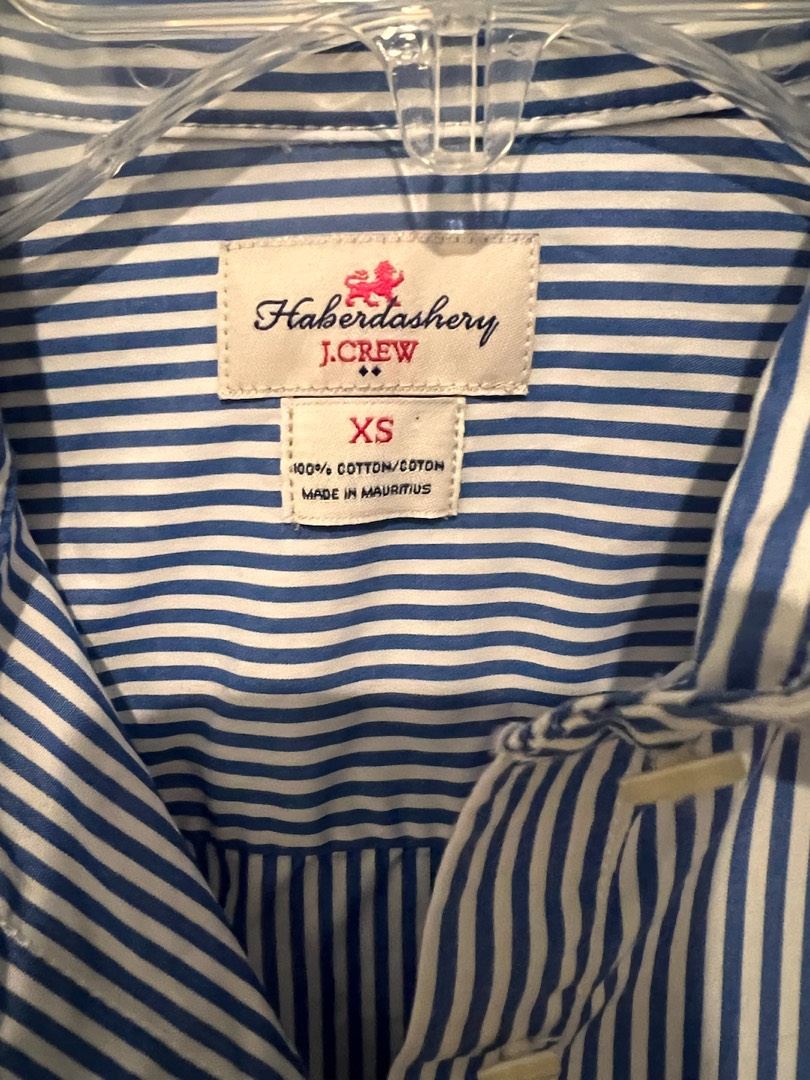 Haberdashery
J.CREW
XS
100% COTTON/COTON
MADE IN MAURITIUS